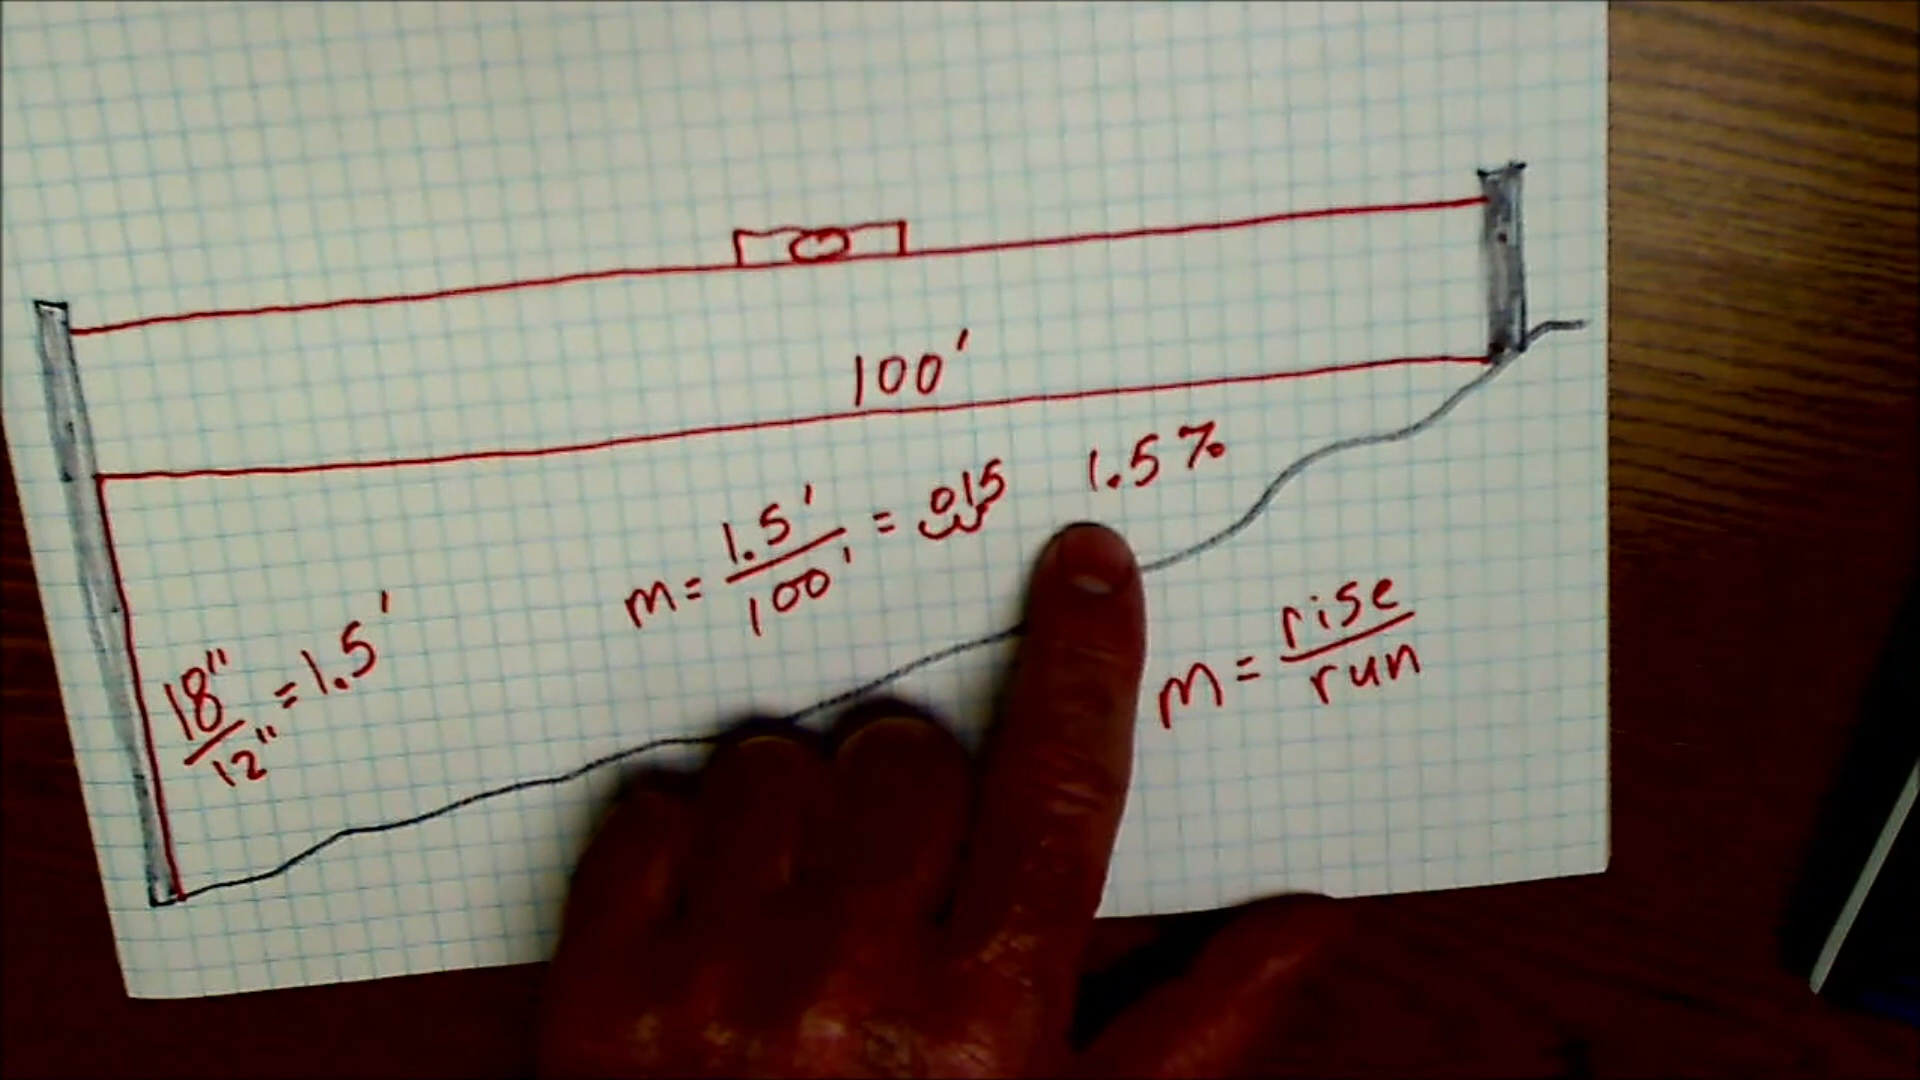 100'
m = 1.5' / 100' = .015 1.5%
18" / 12" = 1.5'
m = rise / run